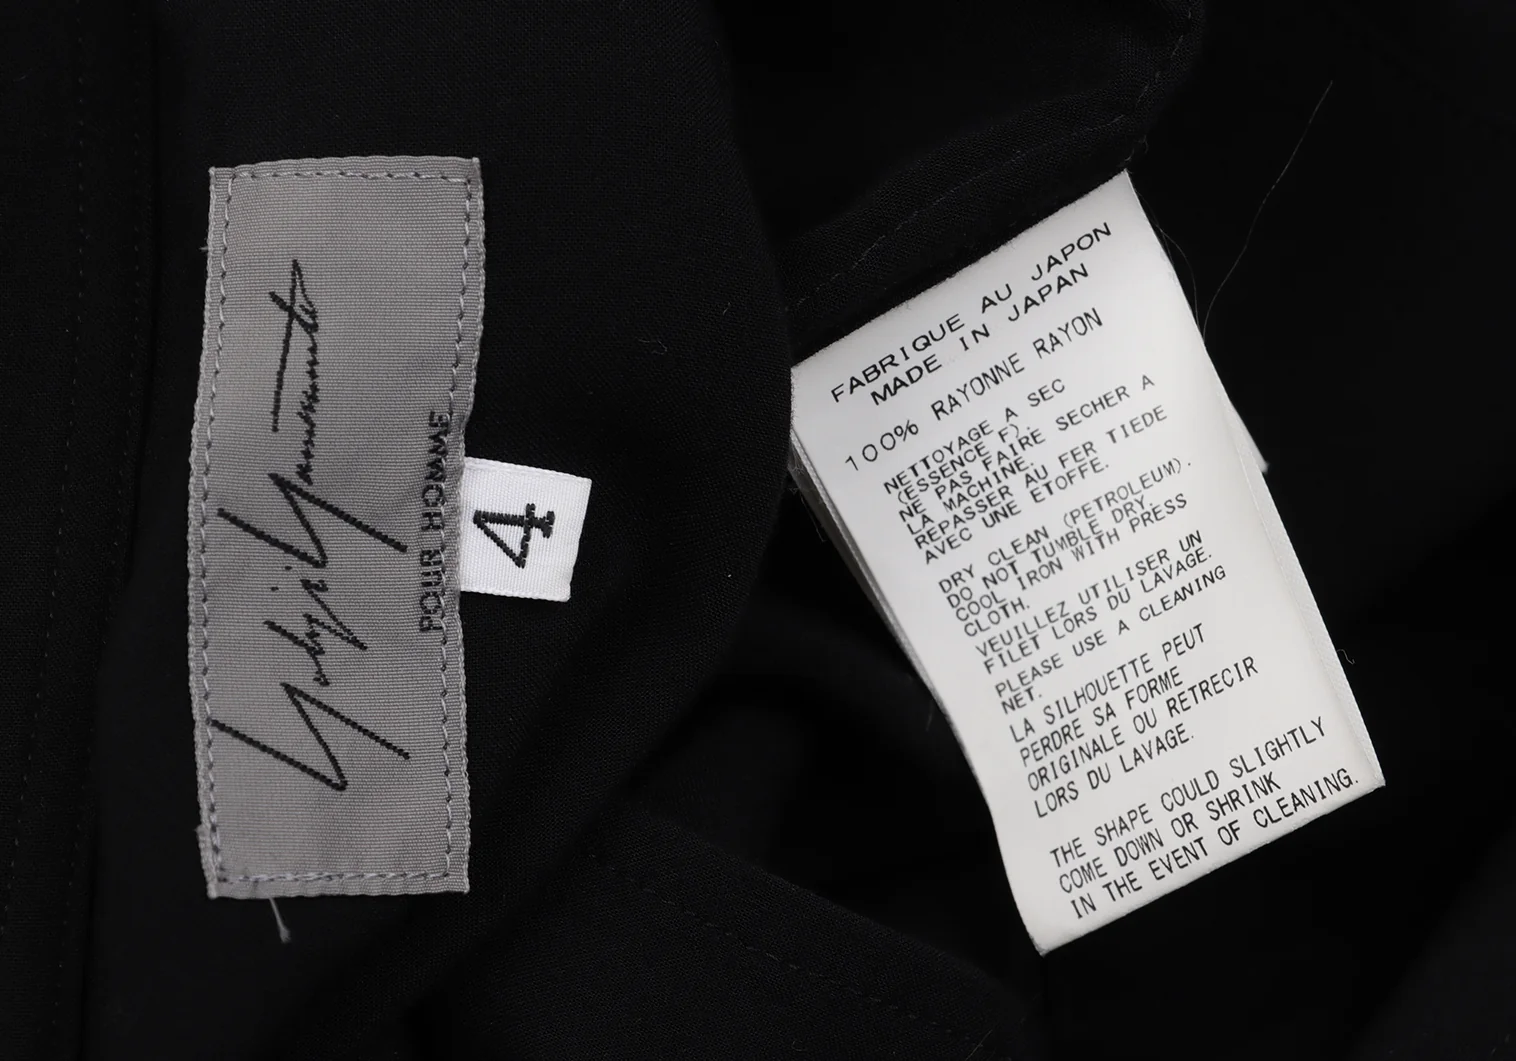 Yohji Yamamoto
POUR HOMME
4
FABRIQUE AU JAPON
MADE IN JAPAN
100% RAYONNE RAYON
NETTOYAGE A SEC
(ESSENCE F).
NE PAS FAIRE SECHER A
LA MACHINE.
REPASSER AU FER TIEDE
AVEC UNE ETOFFE.
DRY CLEAN (PETROLEUM).
DO NOT TUMBLE DRY.
COOL IRON WITH PRESS
CLOTH.
VEUILLEZ UTILISER UN
FILET LORS DU LAVAGE.
PLEASE USE A CLEANING
NET.
LA SILHOUETTE PEUT
PERDRE SA FORME
ORIGINALE OU RETRECIR
LORS DU LAVAGE.
THE SHAPE COULD SLIGHTLY
COME DOWN OR SHRINK
IN THE EVENT OF CLEANING.